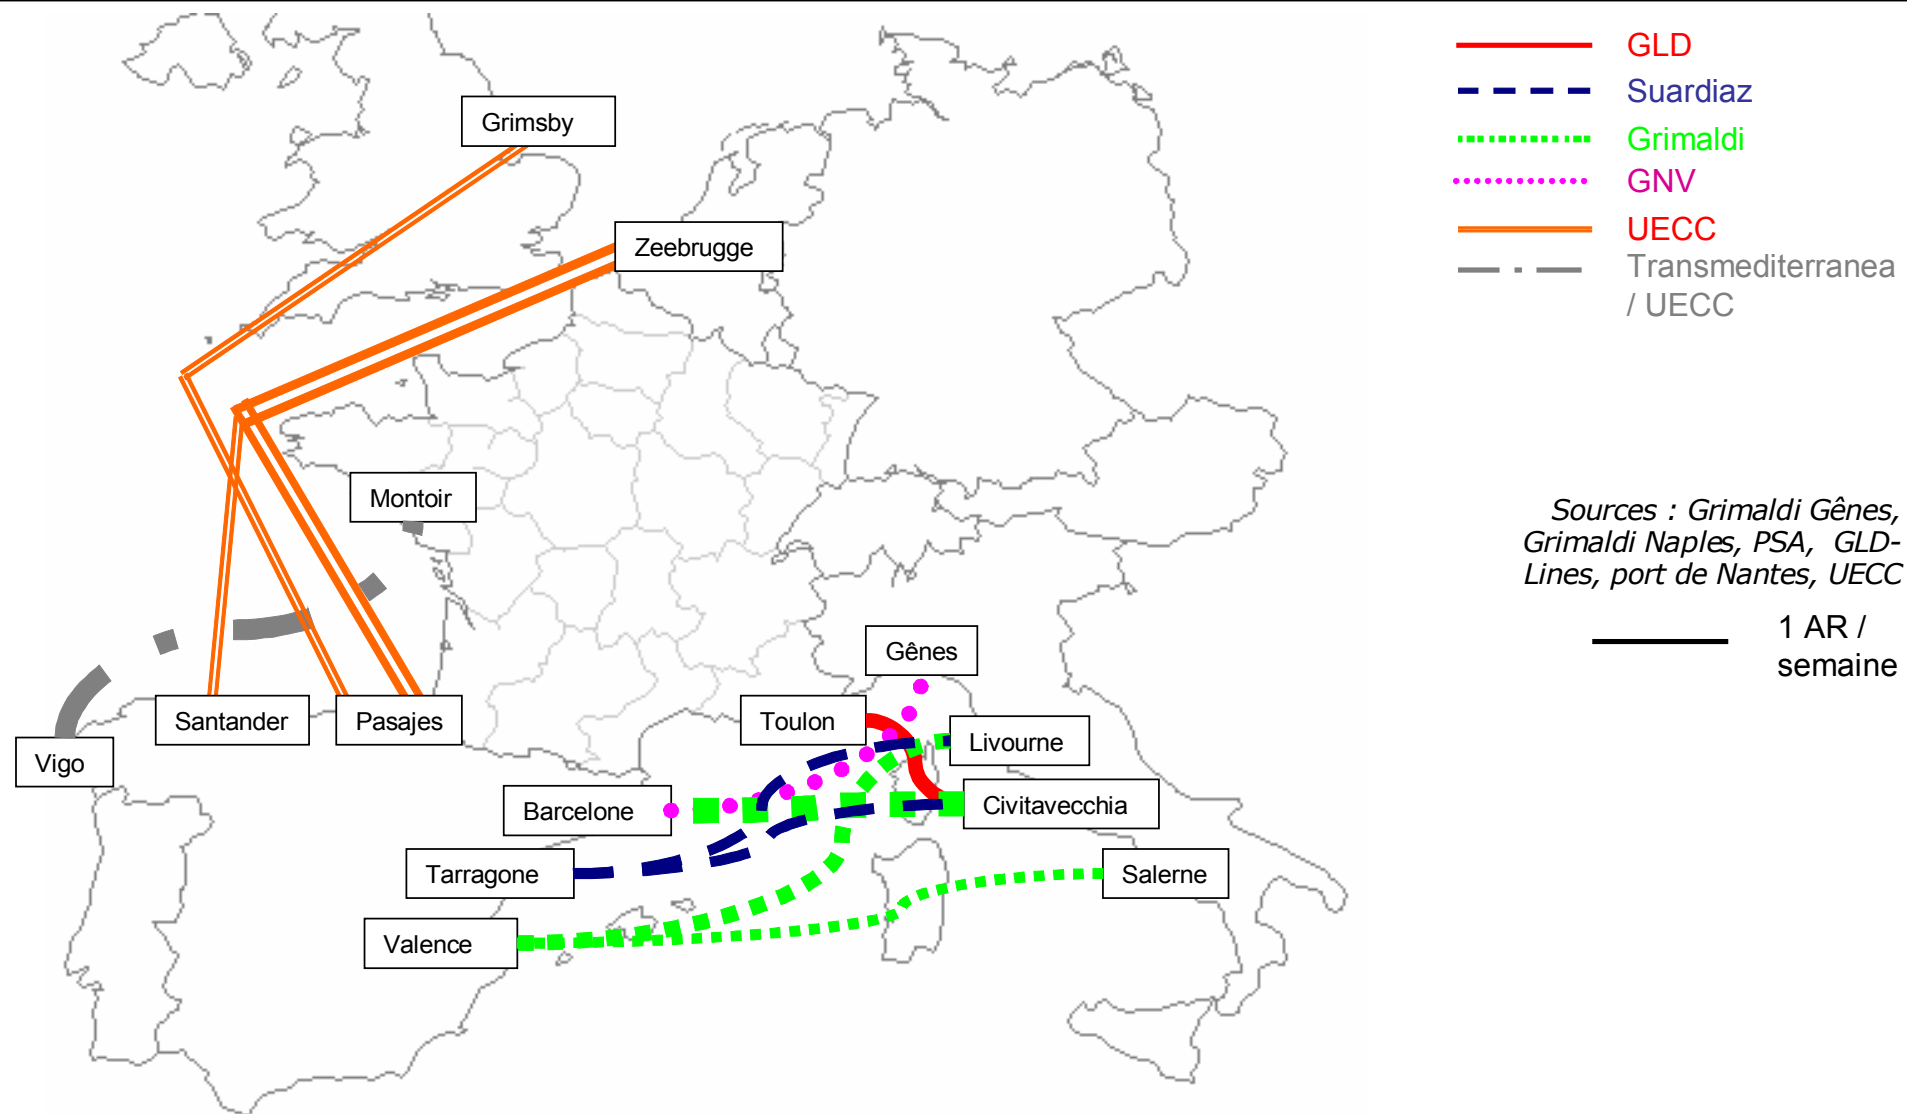 GLD
Suardiaz
Grimaldi
GNV
UECC
Transmediterranea
/ UECC
Grimsby
Zeebrugge
Montoir
Sources : Grimaldi Gênes,
Grimaldi Naples, PSA, GLD-
Lines, port de Nantes, UECC
1 AR /
semaine
Gênes
Santander
Pasajes
Toulon
Livourne
Vigo
Barcelone
Civitavecchia
Tarragone
Salerne
Valence